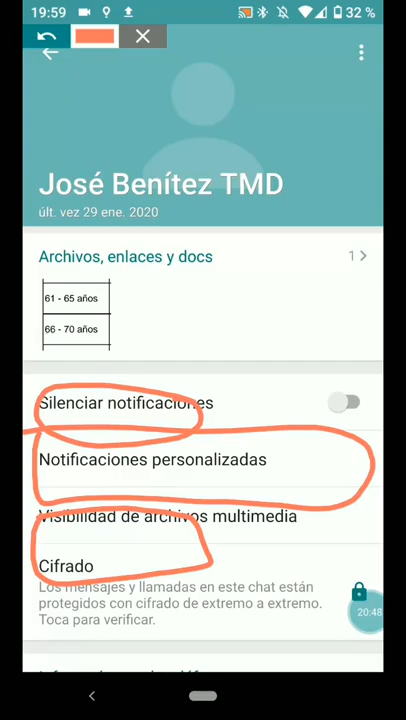 19:59
32 %
José Benítez TMD
últ. vez 29 ene. 2020
Archivos, enlaces y docs
1
61 - 65 años
66 - 70 años
Silenciar notificaciones
Notificaciones personalizadas
Visibilidad de archivos multimedia
Cifrado
Los mensajes y llamadas en este chat están
protegidos con cifrado de extremo a extremo.
Toca para verificar.
20:48